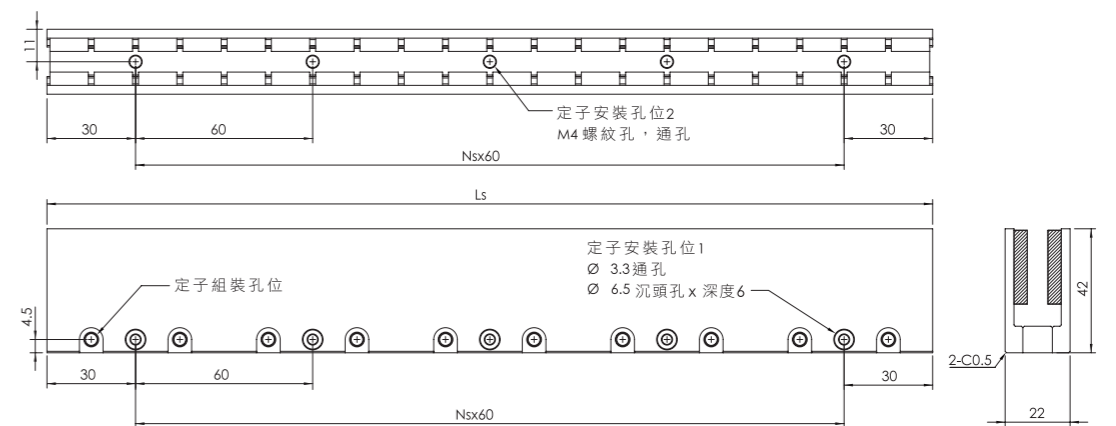 11
定子安裝孔位2
M4 螺紋孔，通孔
30
60
30
Nsx60
Ls
定子安裝孔位1
Ø 3.3通孔
Ø 6.5 沉頭孔 x 深度6
定子組裝孔位
4.5
42
2-C0.5
30
60
30
Nsx60
22